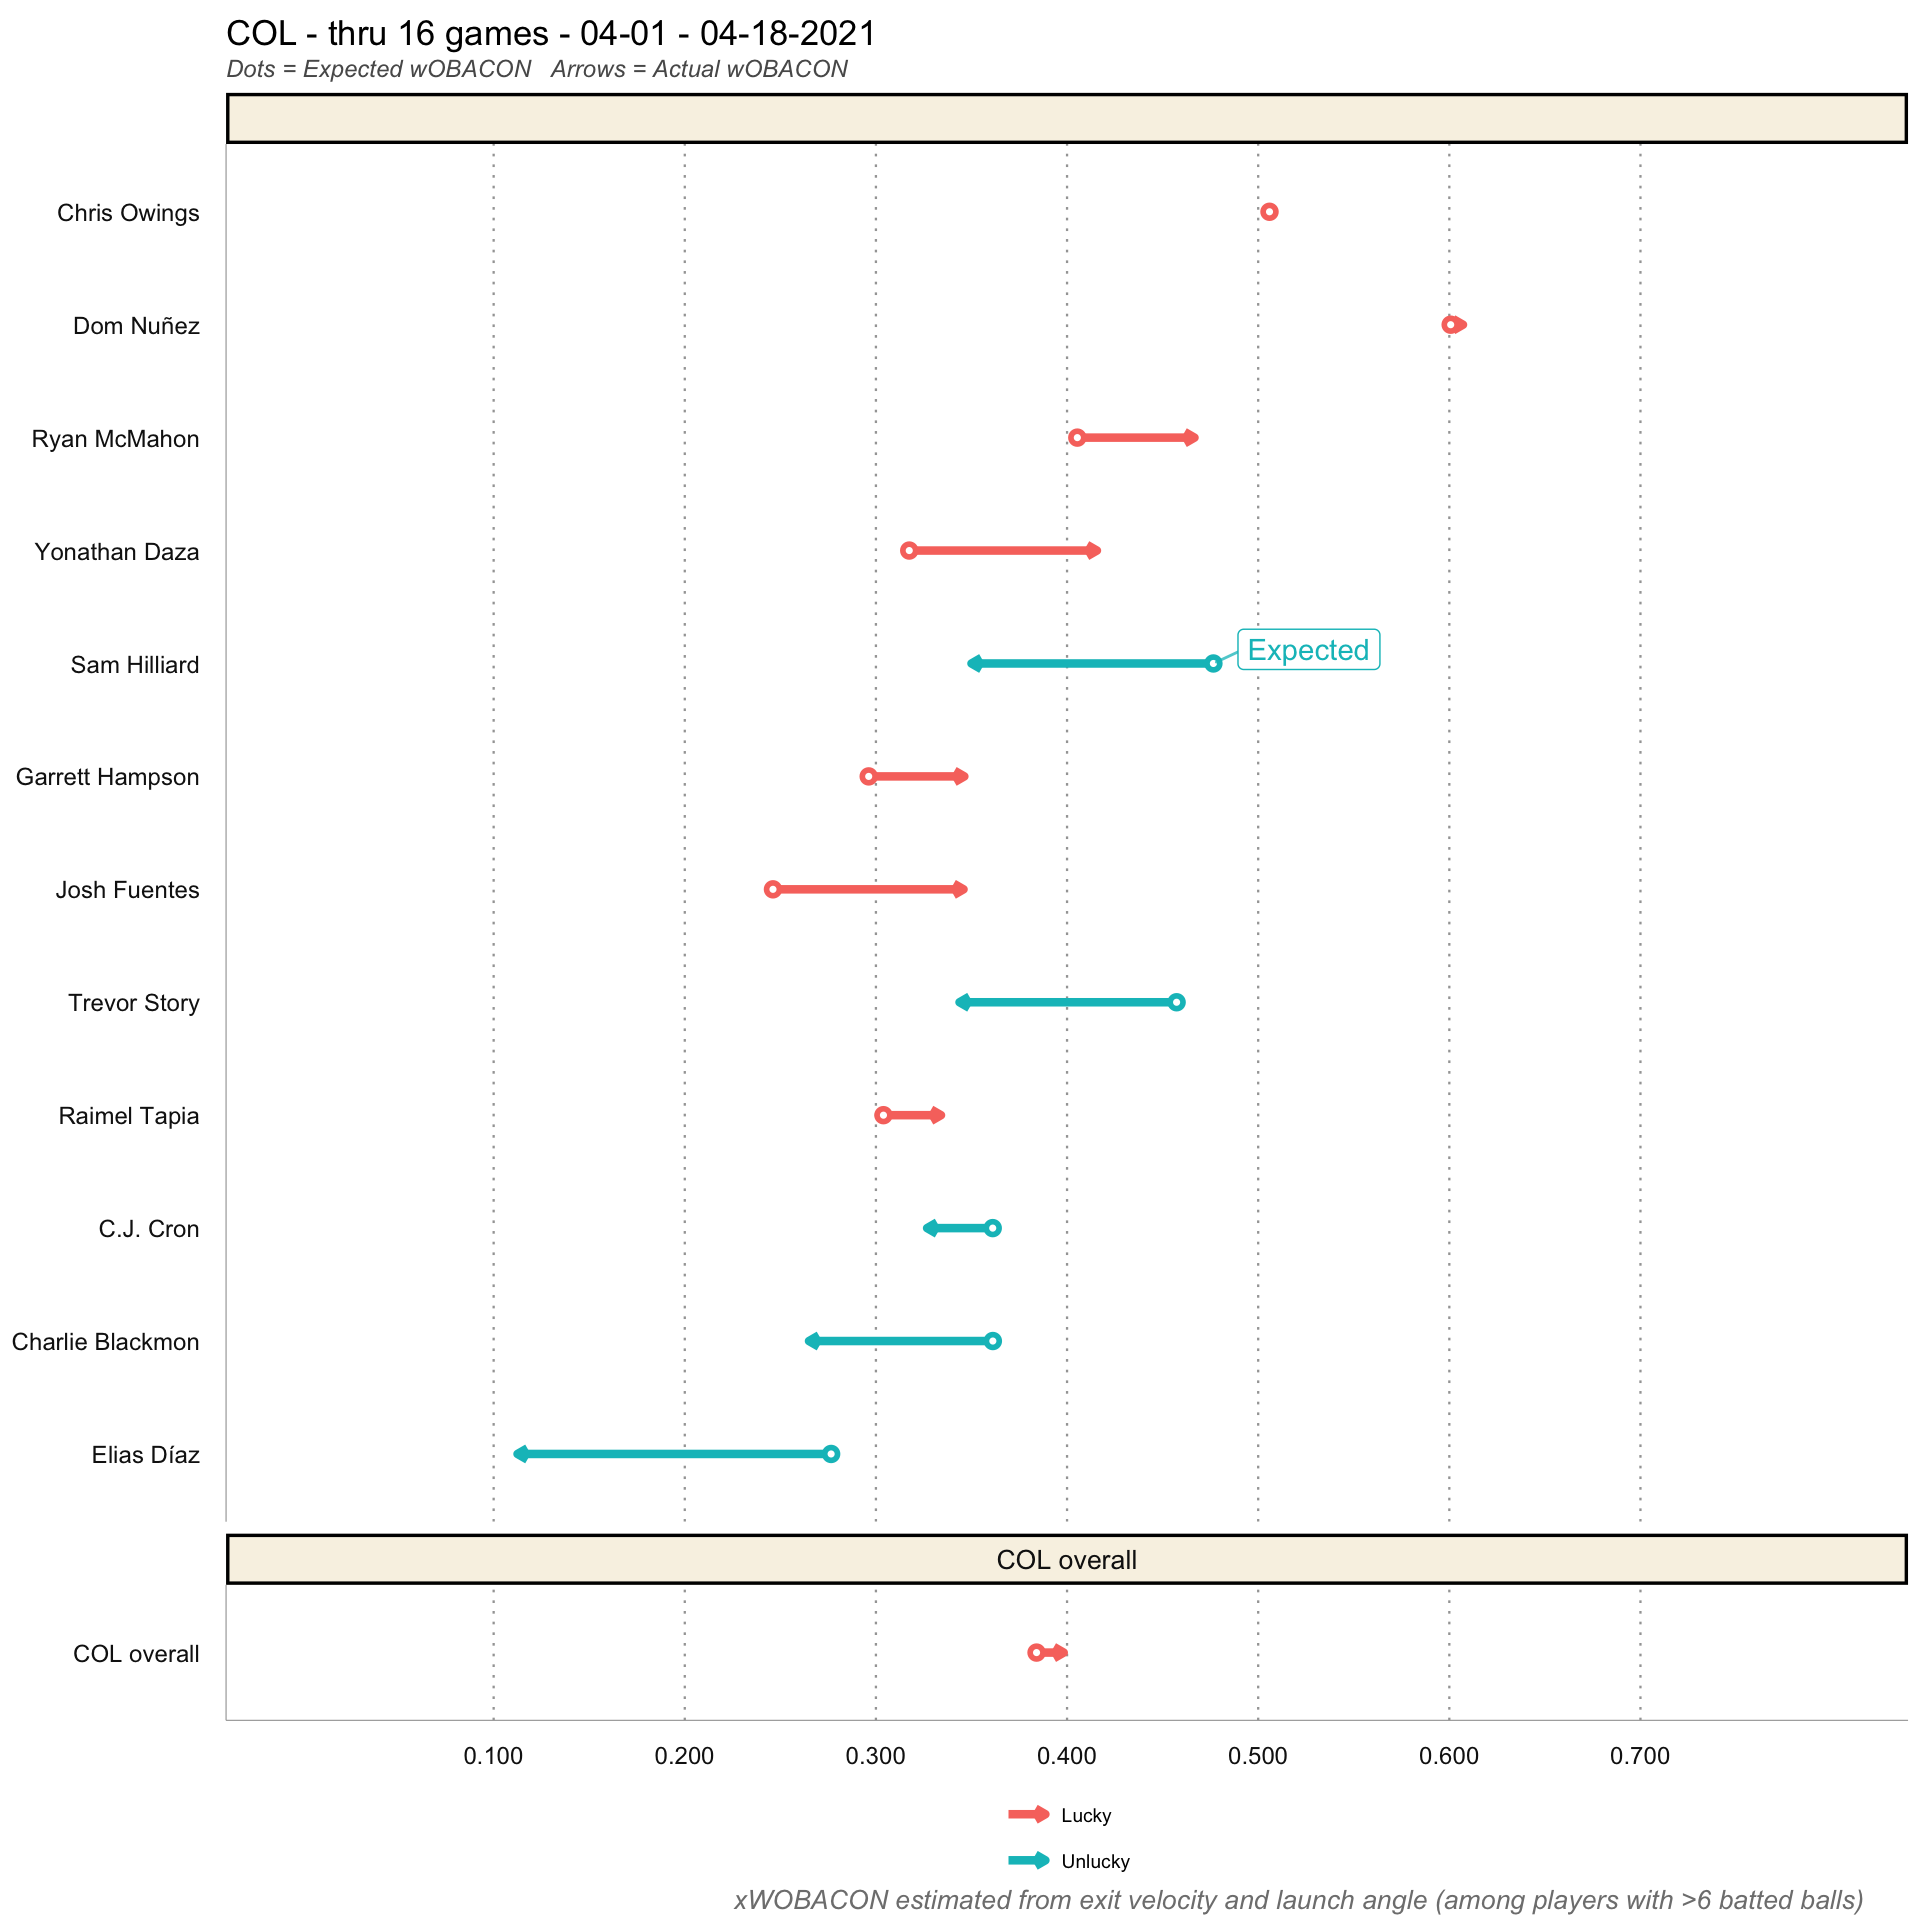 COL - thru 16 games - 04-01 - 04-18-2021
Dots = Expected wOBACON   Arrows = Actual wOBACON
Chris Owings
Dom Nuñez
Ryan McMahon
Yonathan Daza
Sam Hilliard
Expected
Garrett Hampson
Josh Fuentes
Trevor Story
Raimel Tapia
C.J. Cron
Charlie Blackmon
Elias Díaz
COL overall
COL overall
0.100 0.200 0.300 0.400 0.500 0.600 0.700
Lucky
Unlucky
xWOBACON estimated from exit velocity and launch angle (among players with >6 batted balls)